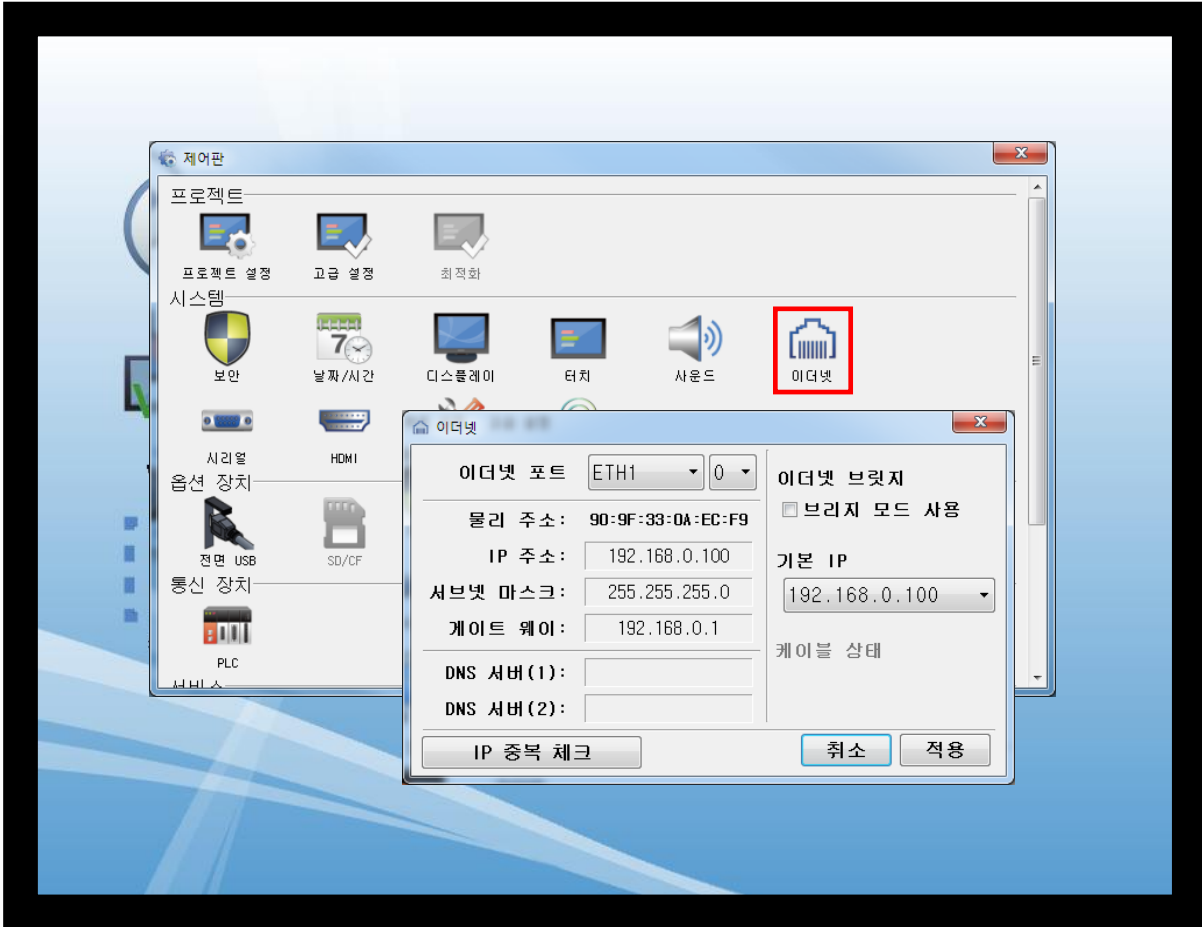 제어판
프로젝트
프로젝트 설정
고급 설정
최적화
시스템
보안
날짜/시간
디스플레이
터치
사운드
이더넷
시리얼
HDMI
옵션 장치
전면 USB
SD/CF
통신 장치
PLC
서비스
이더넷
이더넷 포트 ETH1 0
물리 주소: 90:9F:33:0A:EC:F9
IP 주소: 192.168.0.100
서브넷 마스크: 255.255.255.0
게이트 웨이: 192.168.0.1
DNS 서버(1):
DNS 서버(2):
이더넷 브릿지
브리지 모드 사용
기본 IP
192.168.0.100
케이블 상태
IP 중복 체크
취소
적용